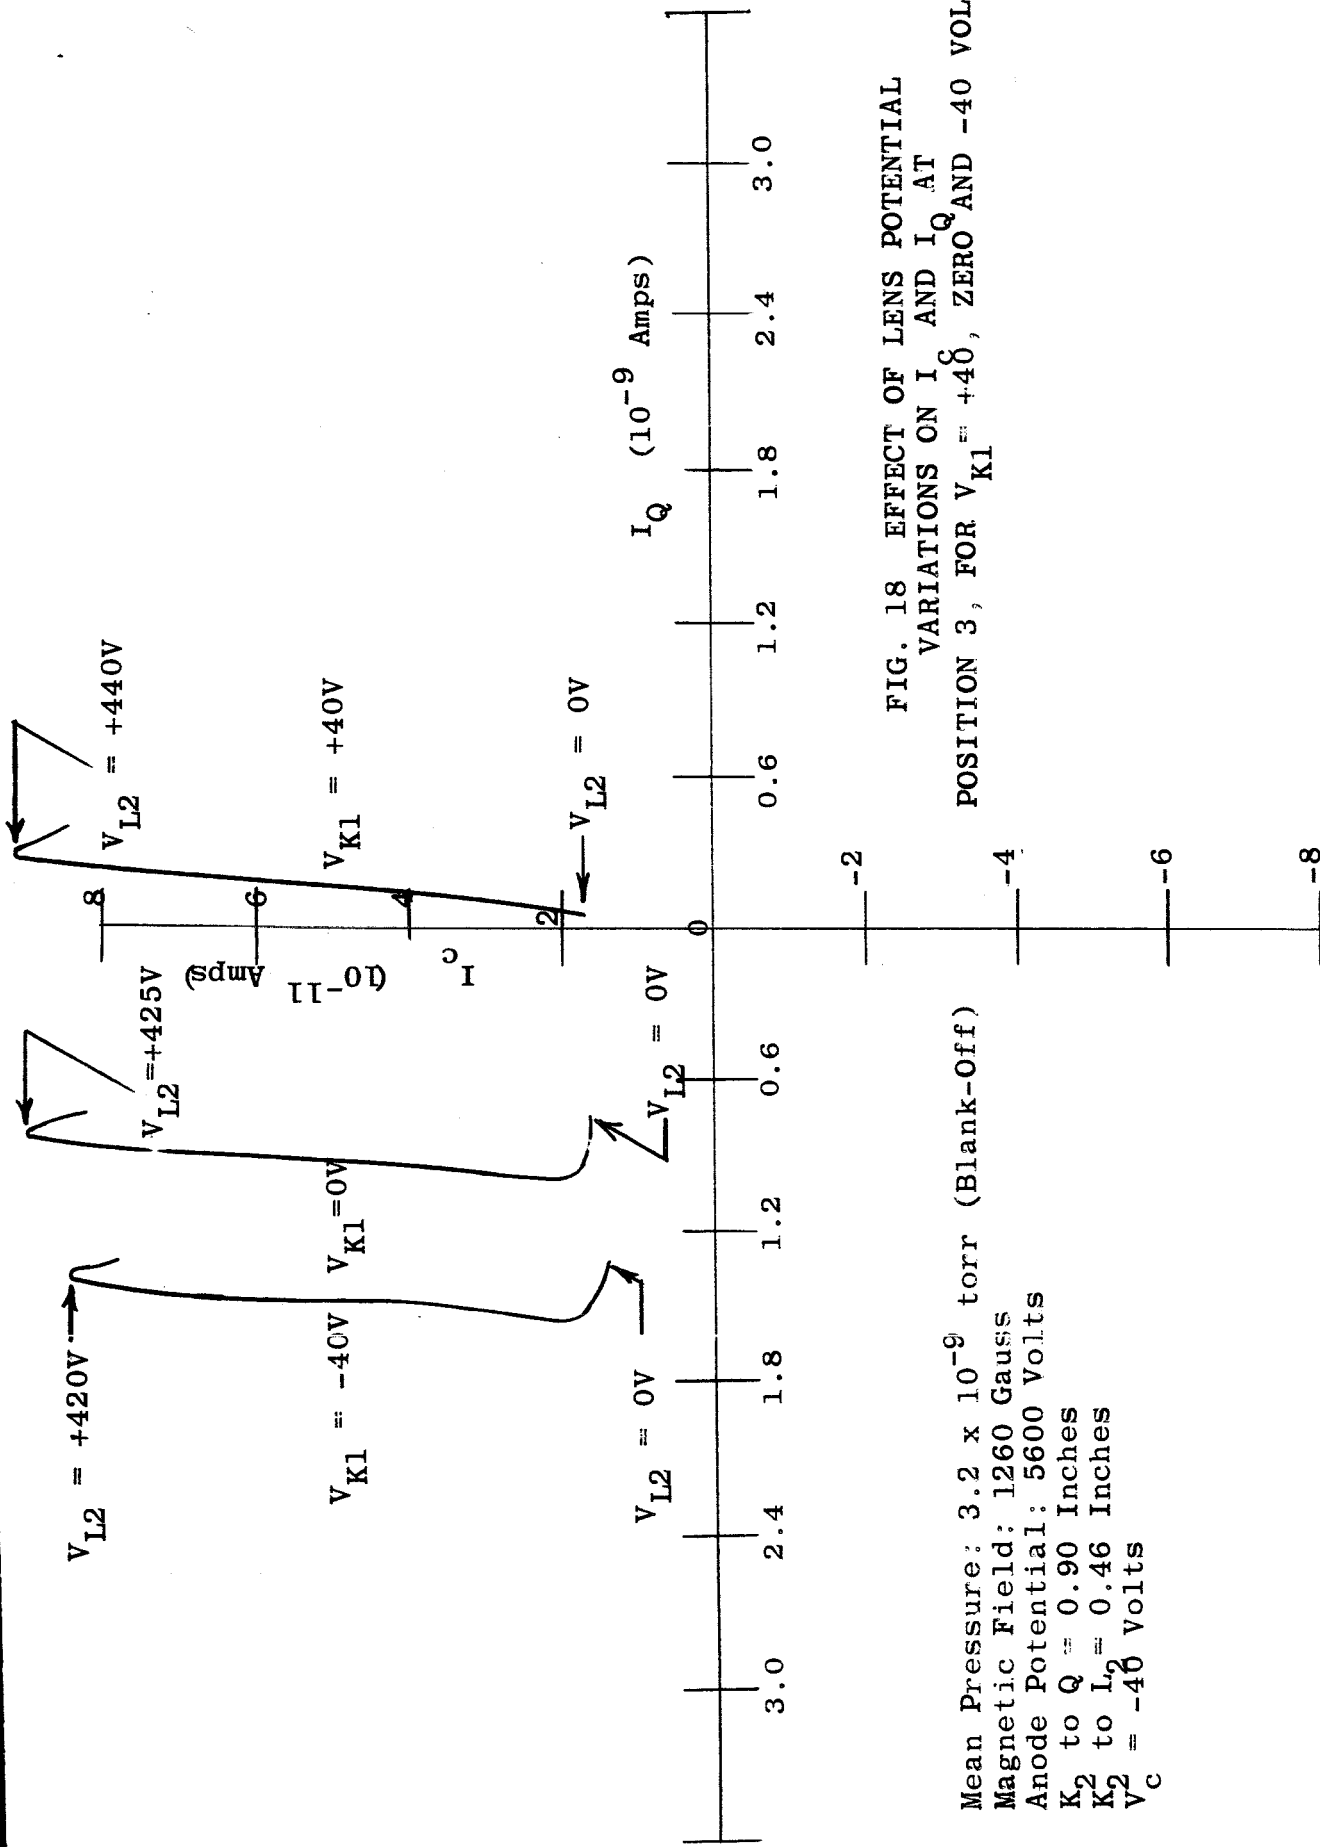 V_L2 = +420V
V_K1 = -40V
V_L2 = 0V
V_L2 =+425V
V_K1 =0V
V_L2 = 0V
V_L2 = +440V
V_K1 = +40V
V_L2 = 0V
I_c (10^-11 Amps)
8
6
4
2
0
-2
-4
-6
-8
I_Q (10^-9 Amps)
3.0 2.4 1.8 1.2 0.6 0.6 1.2 1.8 2.4 3.0
Mean Pressure: 3.2 x 10^-9 torr (Blank-Off)
Magnetic Field: 1260 Gauss
Anode Potential: 5600 Volts
K_2 to Q = 0.90 Inches
K_2 to L_2 = 0.46 Inches
V_c = -40 Volts
FIG. 18 EFFECT OF LENS POTENTIAL
VARIATIONS ON I_c AND I_Q AT
POSITION 3, FOR V_K1 = +40, ZERO AND -40 VOL